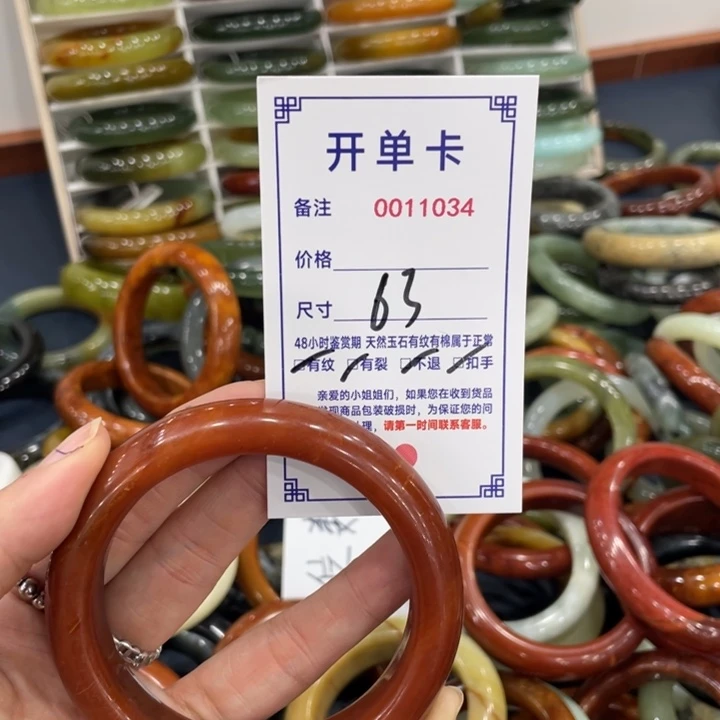 开单卡
备注 0011034
价格
尺寸 63
48小时鉴赏期 天然玉石有纹有棉属于正常
有纹 有裂 不退 扣手
亲爱的小姐姐们，如果您在收到货品
现商品包装破损时，为保证您的问
理，请第一时间联系客服。